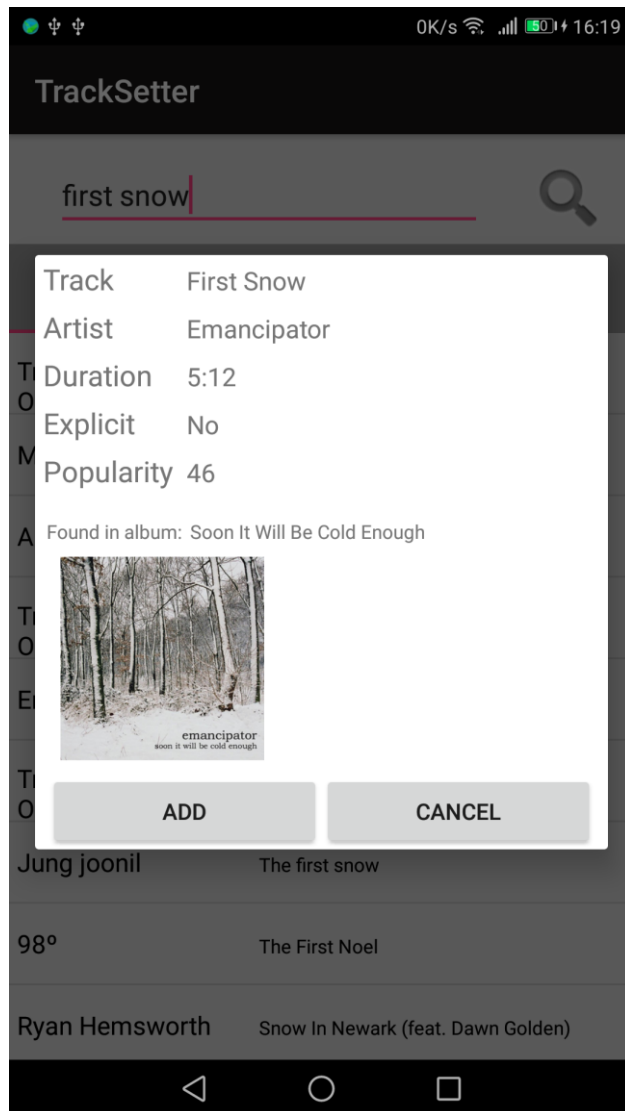 0K/s 50 16:19
TrackSetter
first snow
Track First Snow
Artist Emancipator
Duration 5:12
Explicit No
Popularity 46
Found in album: Soon It Will Be Cold Enough
emancipator
soon it will be cold enough
ADD CANCEL
Jung joonil The first snow
98º The First Noel
Ryan Hemsworth Snow In Newark (feat. Dawn Golden)